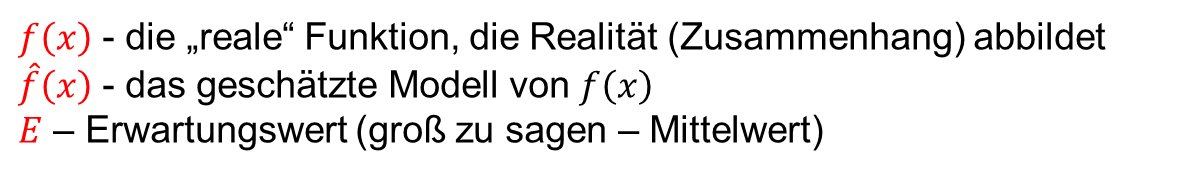 f(x) - die „reale“ Funktion, die Realität (Zusammenhang) abbildet
f̂(x) - das geschätzte Modell von f(x)
E – Erwartungswert (groß zu sagen – Mittelwert)